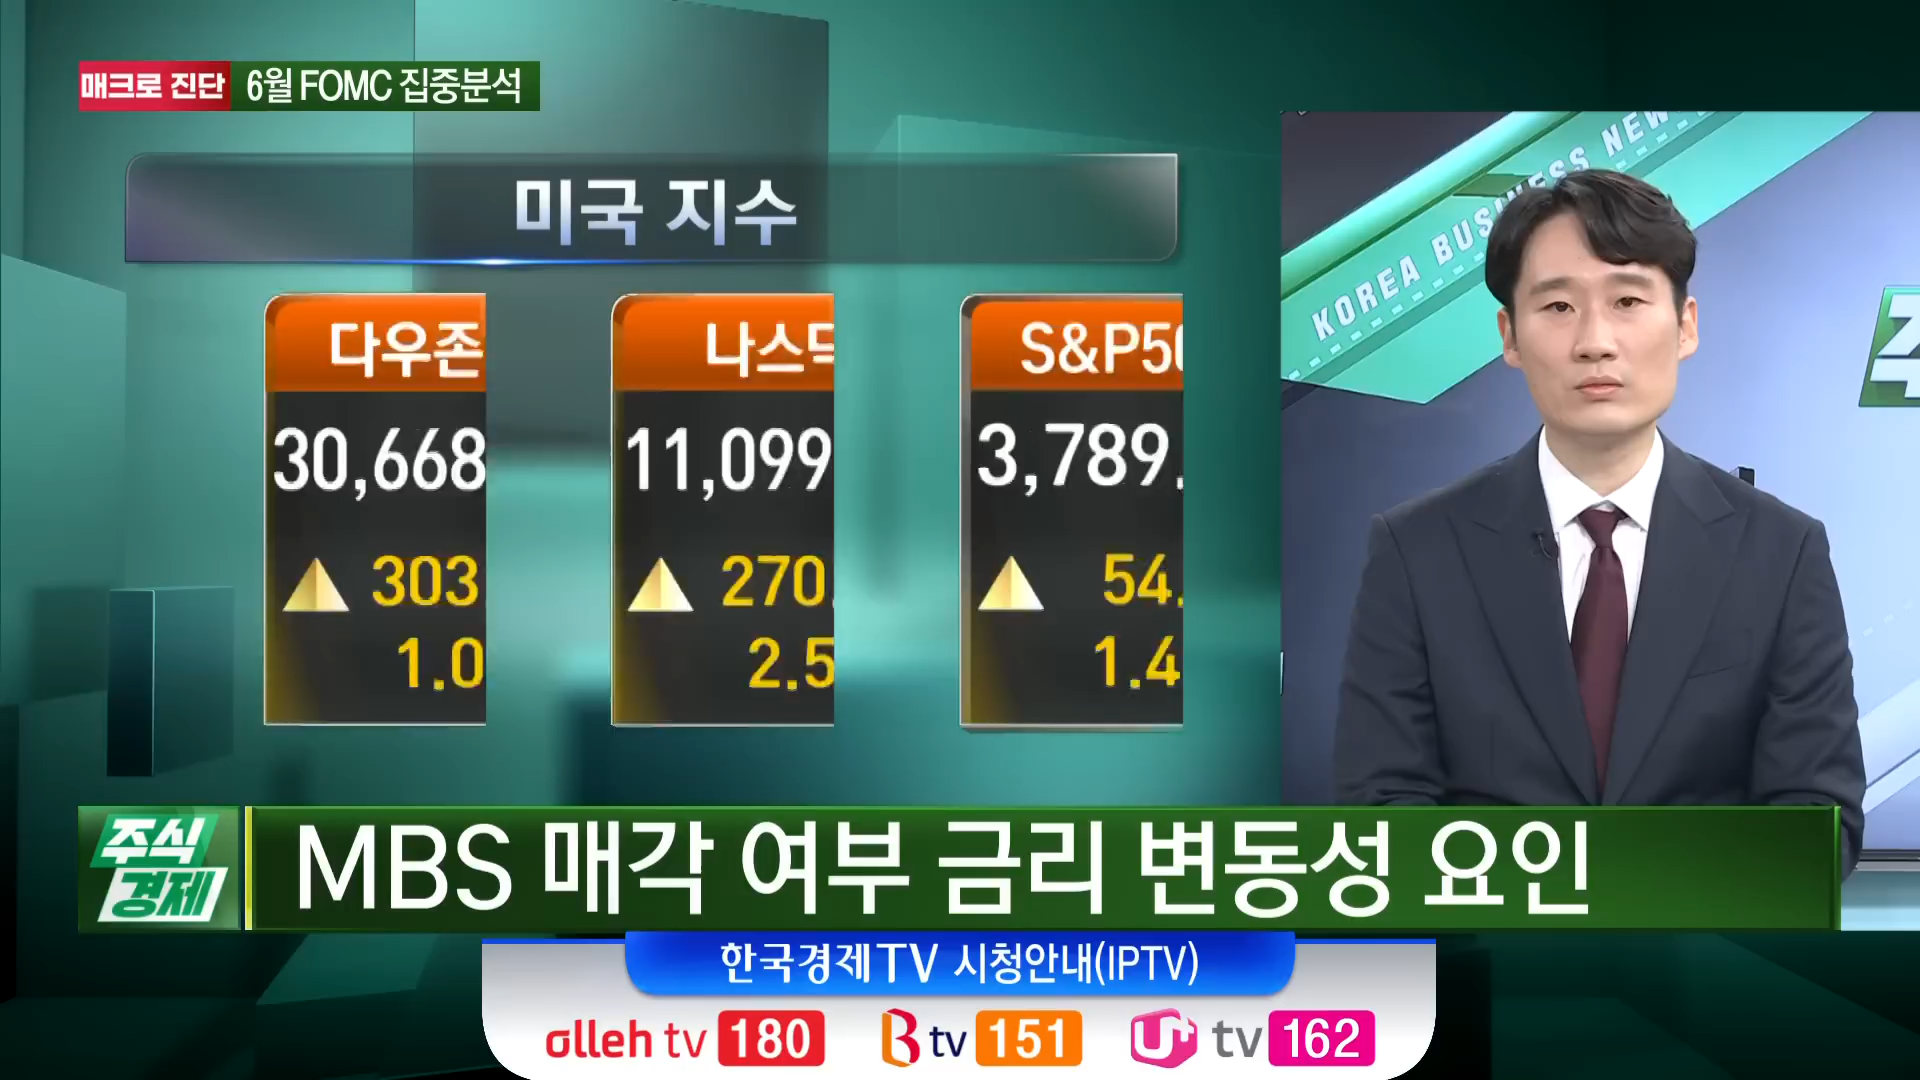 매크로 진단 6월 FOMC 집중분석
미국 지수
다우존
30,668
303
1.0
나스
11,099
270.
2.5
S&P50
3,789.
54.
1.4
KOREA BUSINESS NEW
주식
경제
MBS 매각 여부 금리 변동성 요인
한국경제TV 시청안내(IPTV)
olleh tv 180
B tv 151
U+ tv 162